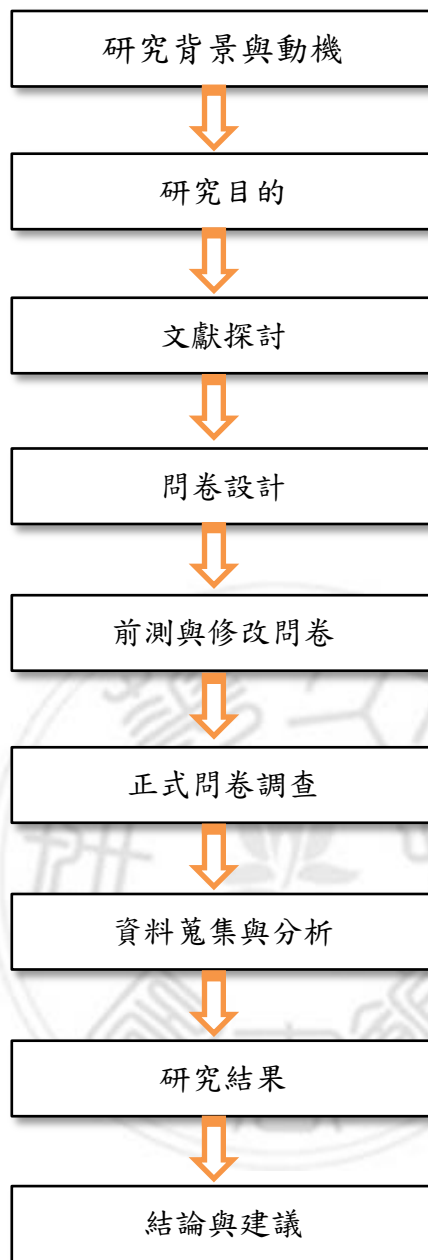 研究背景與動機
研究目的
文獻探討
問卷設計
前測與修改問卷
正式問卷調查
資料蒐集與分析
研究結果
結論與建議